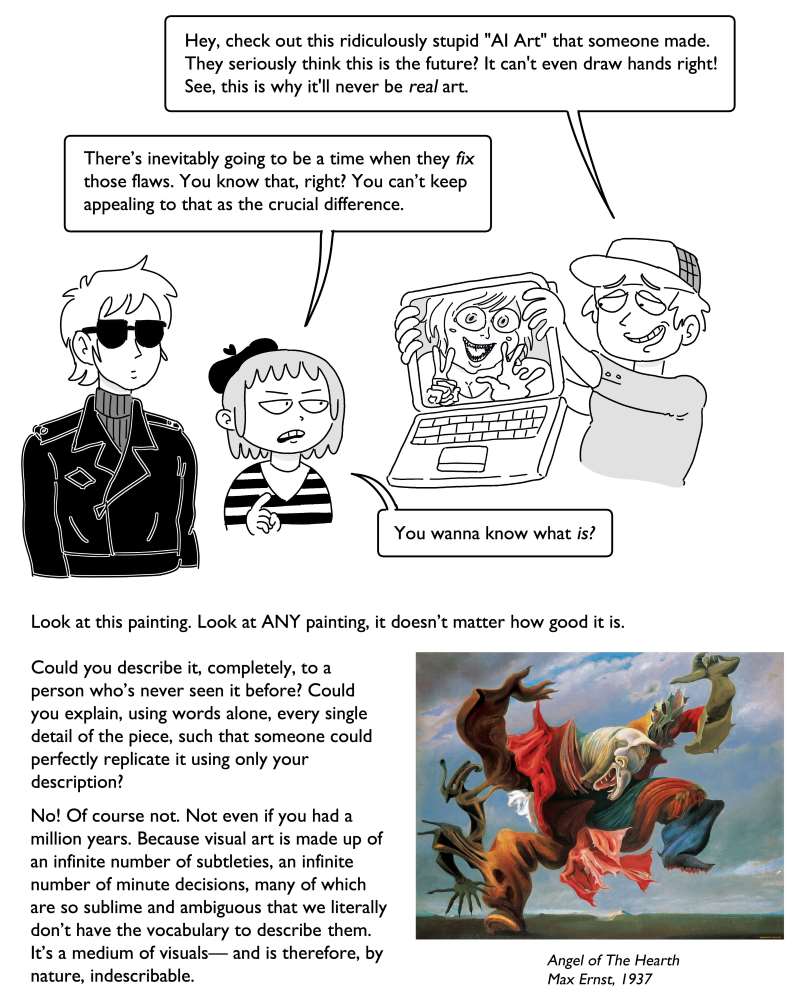 Hey, check out this ridiculously stupid "AI Art" that someone made.
They seriously think this is the future? It can't even draw hands right!
See, this is why it'll never be real art.
There’s inevitably going to be a time when they fix
those flaws. You know that, right? You can’t keep
appealing to that as the crucial difference.
You wanna know what is?
Look at this painting. Look at ANY painting, it doesn’t matter how good it is.
Could you describe it, completely, to a
person who’s never seen it before? Could
you explain, using words alone, every single
detail of the piece, such that someone could
perfectly replicate it using only your
description?
No! Of course not. Not even if you had a
million years. Because visual art is made up of
an infinite number of subtleties, an infinite
number of minute decisions, many of which
are so sublime and ambiguous that we literally
don’t have the vocabulary to describe them.
It’s a medium of visuals— and is therefore, by
nature, indescribable.
Angel of The Hearth
Max Ernst, 1937